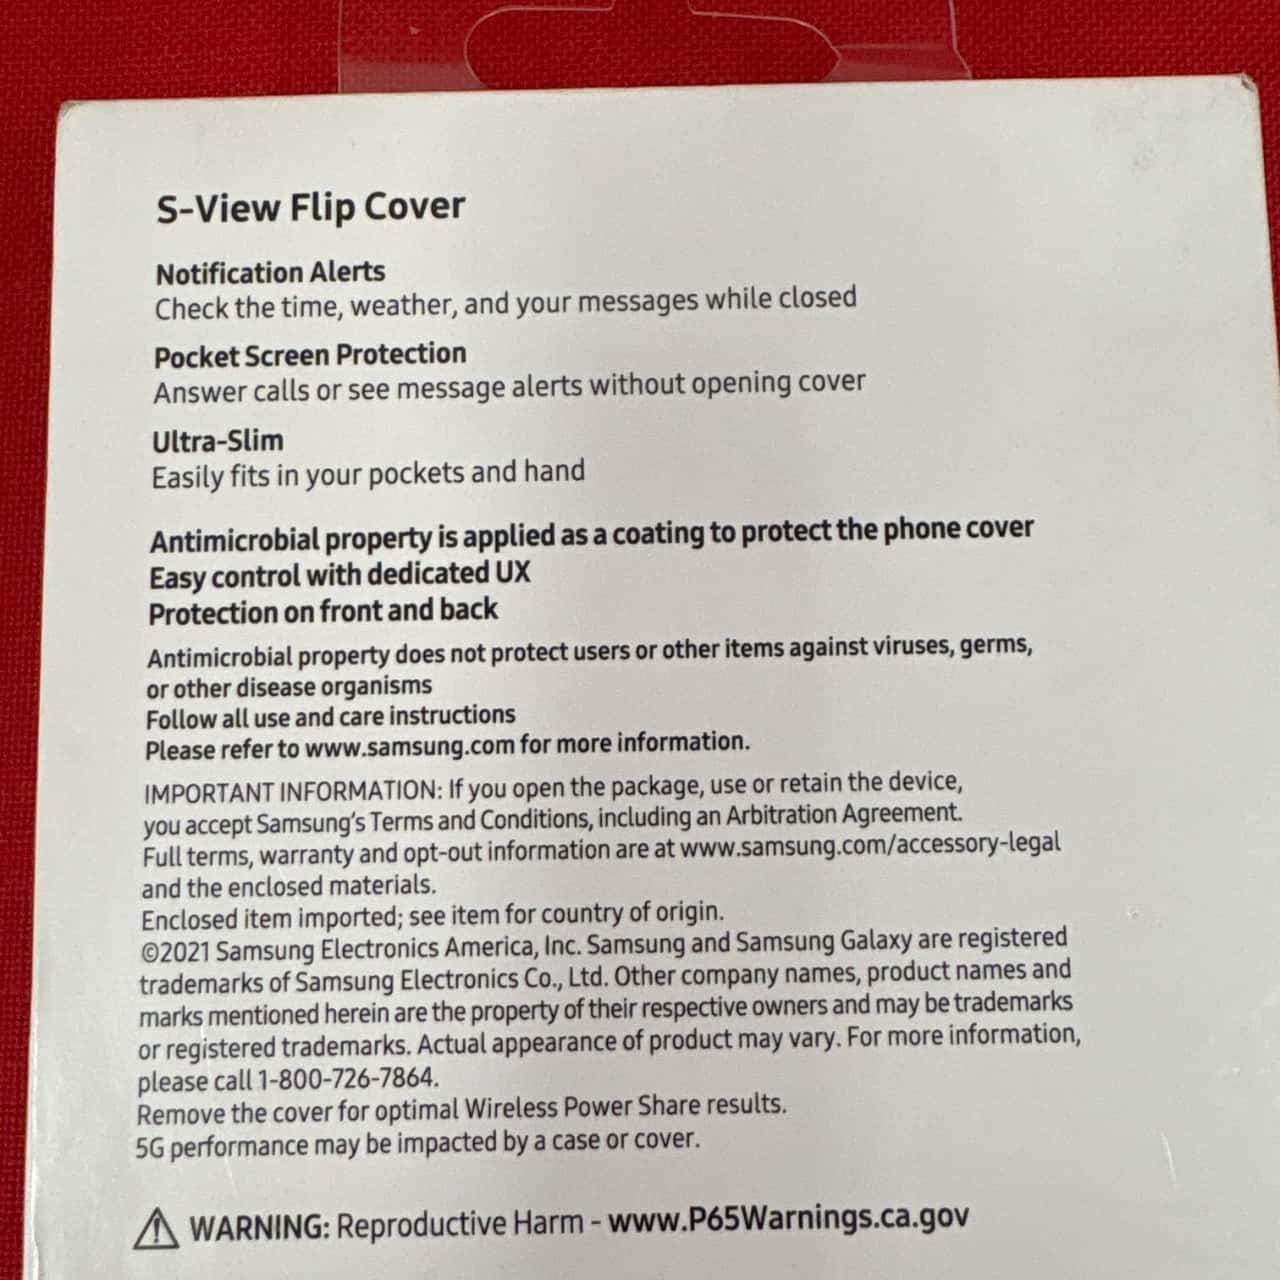 S-View Flip Cover
Notification Alerts
Check the time, weather, and your messages while closed
Pocket Screen Protection
Answer calls or see message alerts without opening cover
Ultra-Slim
Easily fits in your pockets and hand
Antimicrobial property is applied as a coating to protect the phone cover
Easy control with dedicated UX
Protection on front and back
Antimicrobial property does not protect users or other items against viruses, germs,
or other disease organisms
Follow all use and care instructions
Please refer to www.samsung.com for more information.
IMPORTANT INFORMATION: If you open the package, use or retain the device,
you accept Samsung's Terms and Conditions, including an Arbitration Agreement.
Full terms, warranty and opt-out information are at www.samsung.com/accessory-legal
and the enclosed materials.
Enclosed item imported; see item for country of origin.
©2021 Samsung Electronics America, Inc. Samsung and Samsung Galaxy are registered
trademarks of Samsung Electronics Co., Ltd. Other company names, product names and
marks mentioned herein are the property of their respective owners and may be trademarks
or registered trademarks. Actual appearance of product may vary. For more information,
please call 1-800-726-7864.
Remove the cover for optimal Wireless Power Share results.
5G performance may be impacted by a case or cover.
WARNING: Reproductive Harm - www.P65Warnings.ca.gov